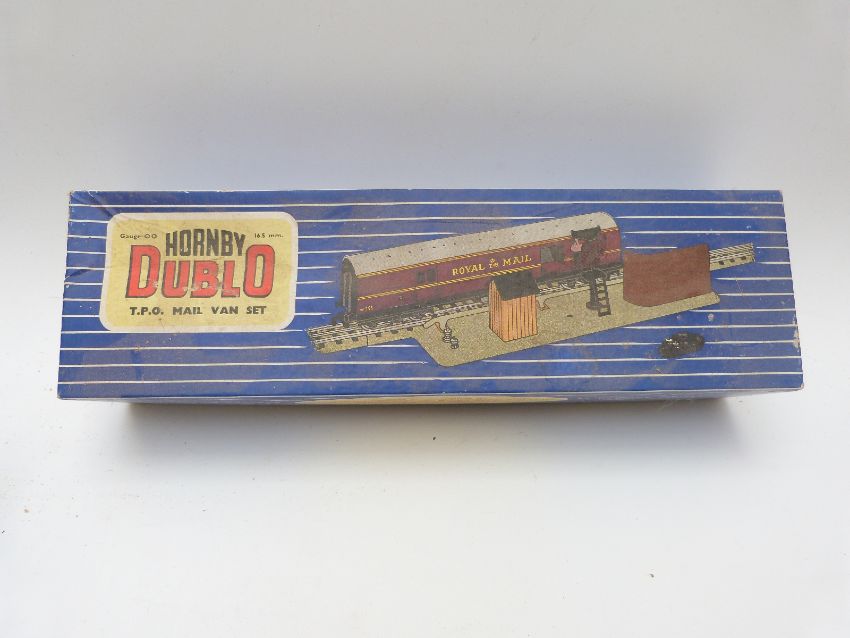 Gauge OO 16.5 mm.
HORNBY
DUBLO
T.P.O. MAIL VAN SET
ROYAL MAIL